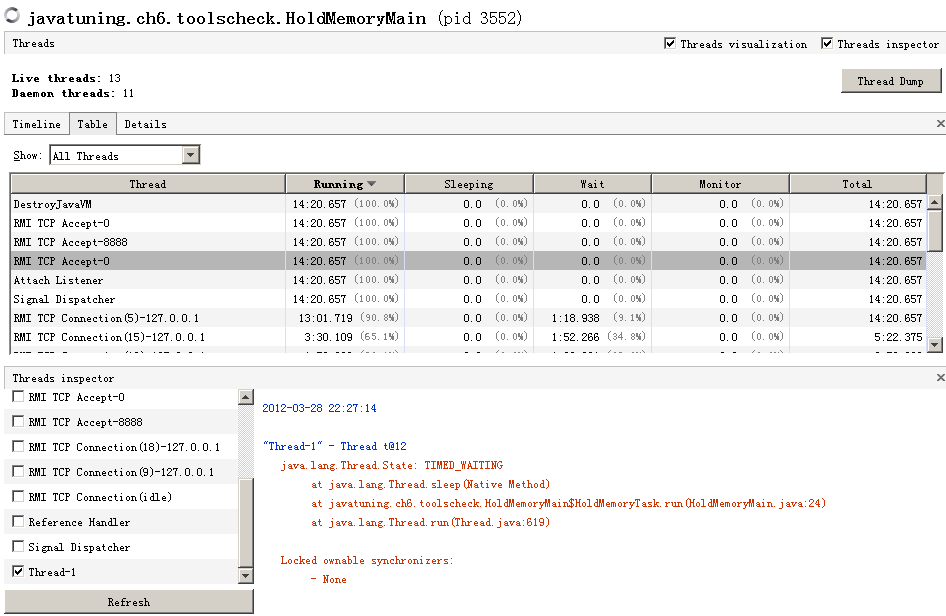 javatuning.ch6.toolscheck.HoldMemoryMain (pid 3552)
Threads
Threads visualization Threads inspector
Live threads: 13
Daemon threads: 11
Thread Dump
Timeline Table Details
Show: All Threads
Thread Running Sleeping Wait Monitor Total
DestroyJavaVM 14:20.657 (100.0%) 0.0 (0.0%) 0.0 (0.0%) 0.0 (0.0%) 14:20.657
RMI TCP Accept-0 14:20.657 (100.0%) 0.0 (0.0%) 0.0 (0.0%) 0.0 (0.0%) 14:20.657
RMI TCP Accept-8888 14:20.657 (100.0%) 0.0 (0.0%) 0.0 (0.0%) 0.0 (0.0%) 14:20.657
RMI TCP Accept-0 14:20.657 (100.0%) 0.0 (0.0%) 0.0 (0.0%) 0.0 (0.0%) 14:20.657
Attach Listener 14:20.657 (100.0%) 0.0 (0.0%) 0.0 (0.0%) 0.0 (0.0%) 14:20.657
Signal Dispatcher 14:20.657 (100.0%) 0.0 (0.0%) 0.0 (0.0%) 0.0 (0.0%) 14:20.657
RMI TCP Connection(5)-127.0.0.1 13:01.719 (90.8%) 0.0 (0.0%) 1:18.938 (9.1%) 0.0 (0.0%) 14:20.657
RMI TCP Connection(15)-127.0.0.1 3:30.109 (65.1%) 0.0 (0.0%) 1:52.266 (34.8%) 0.0 (0.0%) 5:22.375
Threads inspector
RMI TCP Accept-0
RMI TCP Accept-8888
RMI TCP Connection(18)-127.0.0.1
RMI TCP Connection(9)-127.0.0.1
RMI TCP Connection(idle)
Reference Handler
Signal Dispatcher
Thread-1
Refresh
2012-03-28 22:27:14
"Thread-1" - Thread t@12
java.lang.Thread.State: TIMED_WAITING
at java.lang.Thread.sleep(Native Method)
at javatuning.ch6.toolscheck.HoldMemoryMain$HoldMemoryTask.run(HoldMemoryMain.java:24)
at java.lang.Thread.run(Thread.java:619)
Locked ownable synchronizers:
- None